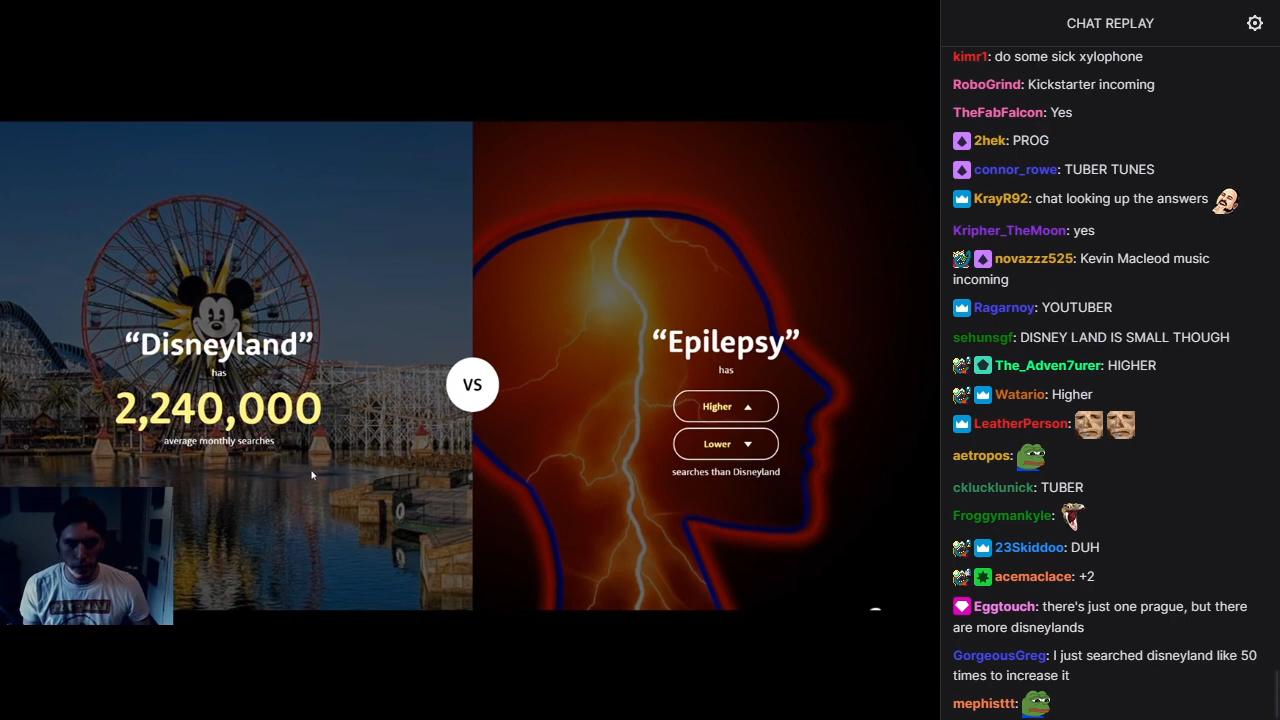 “Disneyland”
has
2,240,000
average monthly searches
VS
“Epilepsy”
has
Higher
Lower
searches than Disneyland
CHAT REPLAY
kimr1: do some sick xylophone
RoboGrind: Kickstarter incoming
TheFabFalcon: Yes
2hek: PROG
connor_rowe: TUBER TUNES
KrayR92: chat looking up the answers
Kripher_TheMoon: yes
novazzz525: Kevin Macleod music
incoming
Ragarnoy: YOUTUBER
sehunsgf: DISNEY LAND IS SMALL THOUGH
The_Adven7urer: HIGHER
Watario: Higher
LeatherPerson:
aetropos:
cklucklunick: TUBER
Froggymankyle:
23Skiddoo: DUH
acemaclace: +2
Eggtouch: there's just one prague, but there
are more disneylands
GorgeousGreg: I just searched disneyland like 50
times to increase it
mephisttt: